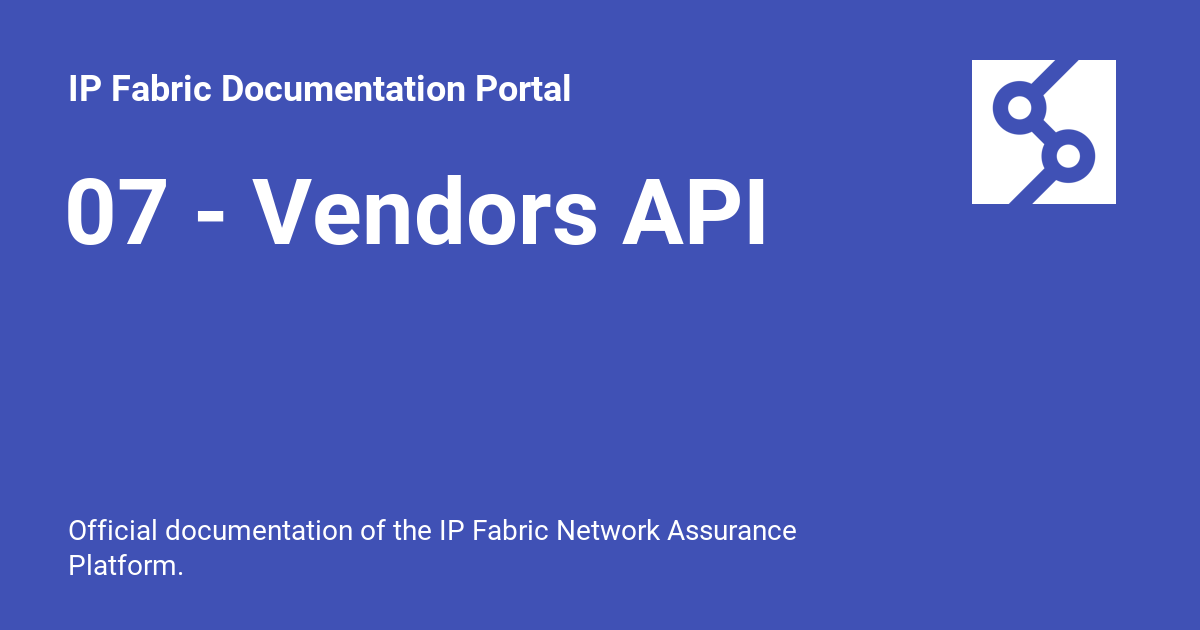 IP Fabric Documentation Portal
07 - Vendors API
Official documentation of the IP Fabric Network Assurance
Platform.